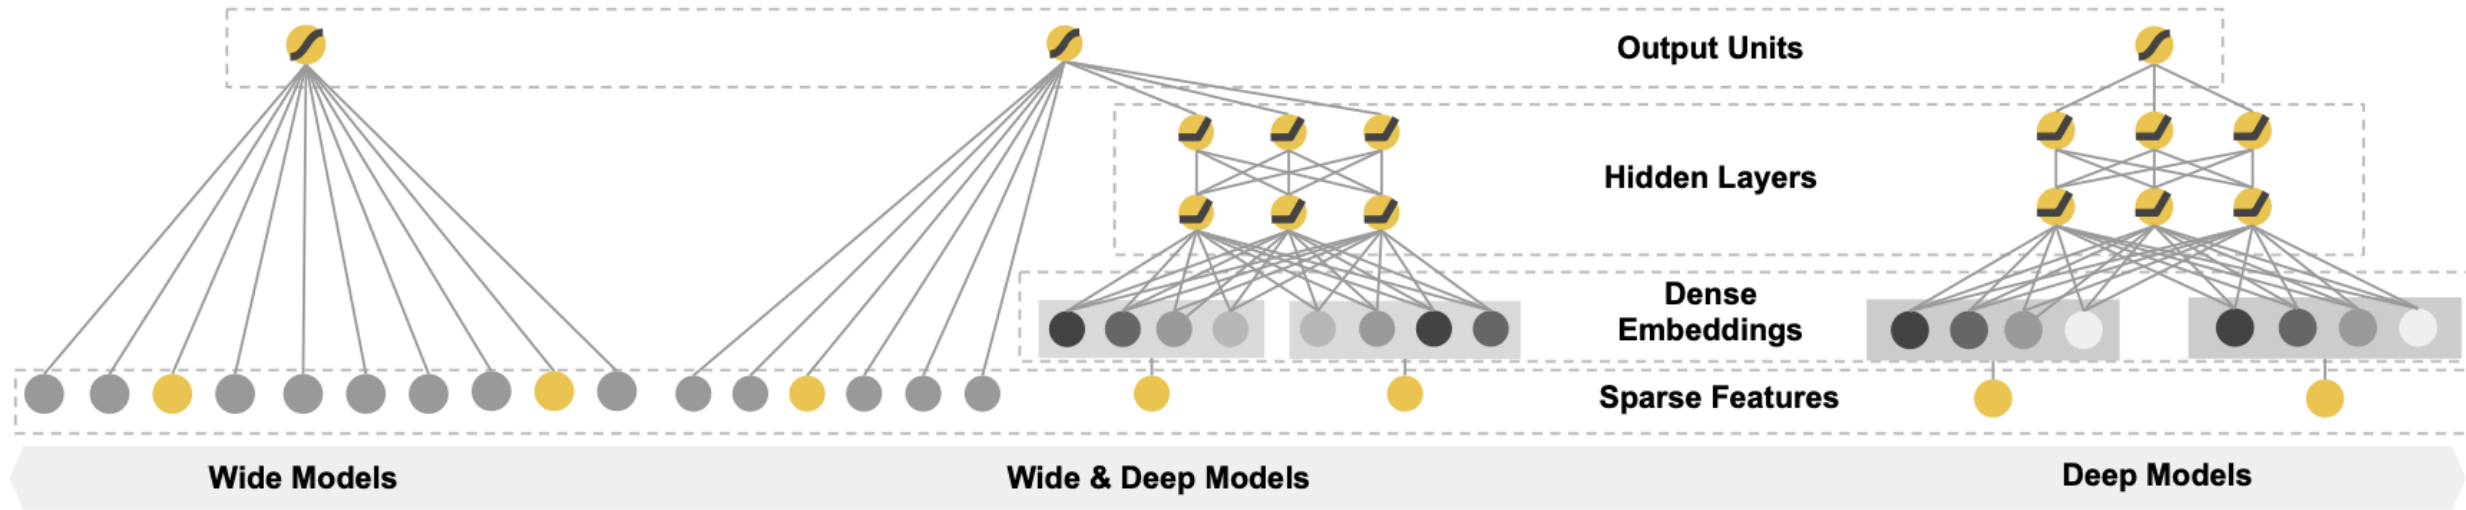 Output Units
Hidden Layers
Dense
Embeddings
Sparse Features
Wide Models
Wide & Deep Models
Deep Models